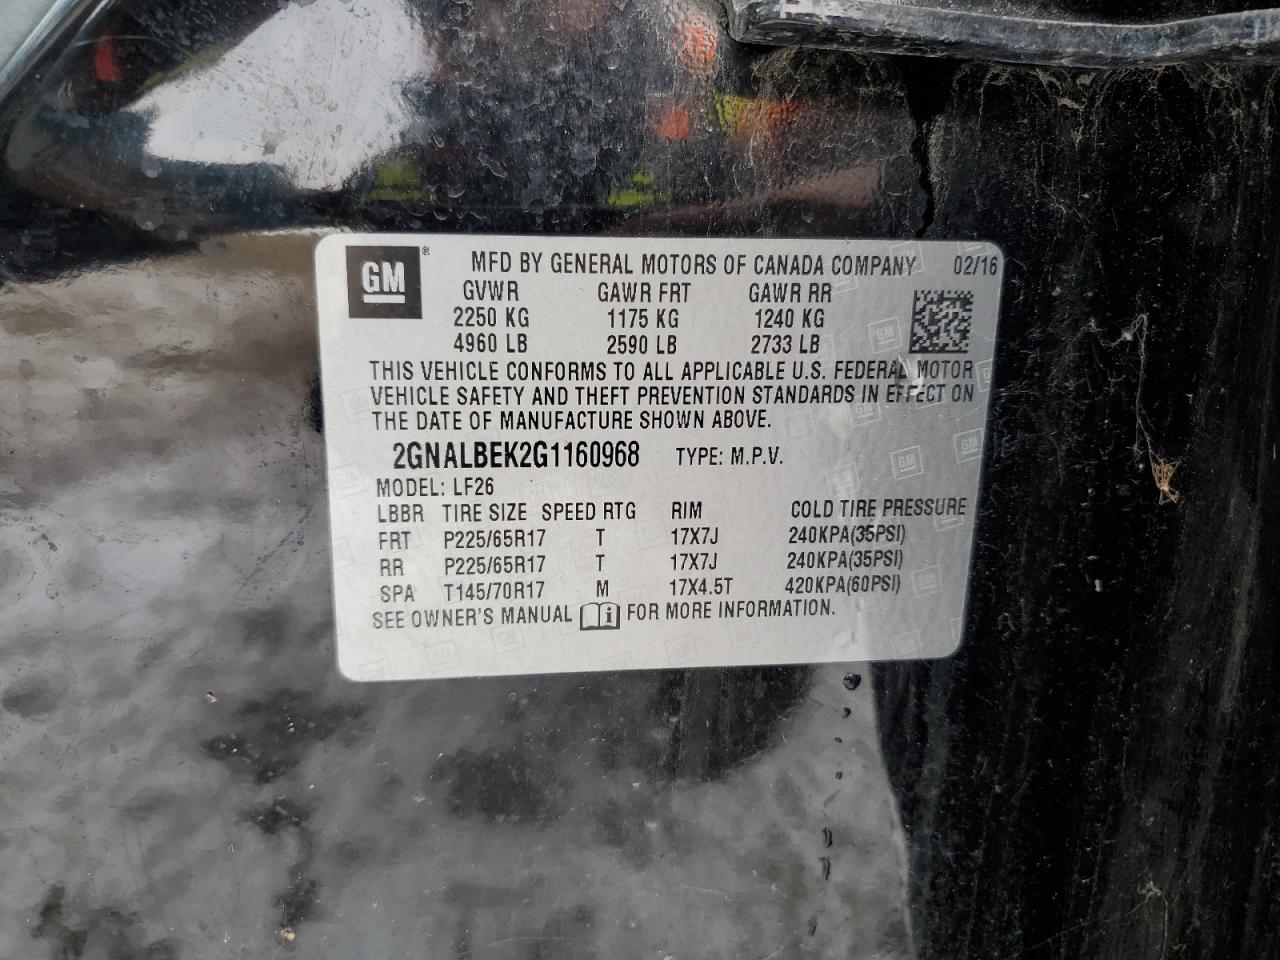 GM ® MFD BY GENERAL MOTORS OF CANADA COMPANY 02/16
GVWR GAWR FRT GAWR RR
2250 KG 1175 KG 1240 KG
4960 LB 2590 LB 2733 LB
THIS VEHICLE CONFORMS TO ALL APPLICABLE U.S. FEDERAL MOTOR
VEHICLE SAFETY AND THEFT PREVENTION STANDARDS IN EFFECT ON
THE DATE OF MANUFACTURE SHOWN ABOVE.
2GNALBEK2G1160968 TYPE: M.P.V.
MODEL: LF26
LBBR TIRE SIZE SPEED RTG RIM COLD TIRE PRESSURE
FRT P225/65R17 T 17X7J 240KPA(35PSI)
RR P225/65R17 T 17X7J 240KPA(35PSI)
SPA T145/70R17 M 17X4.5T 420KPA(60PSI)
SEE OWNER'S MANUAL i FOR MORE INFORMATION.